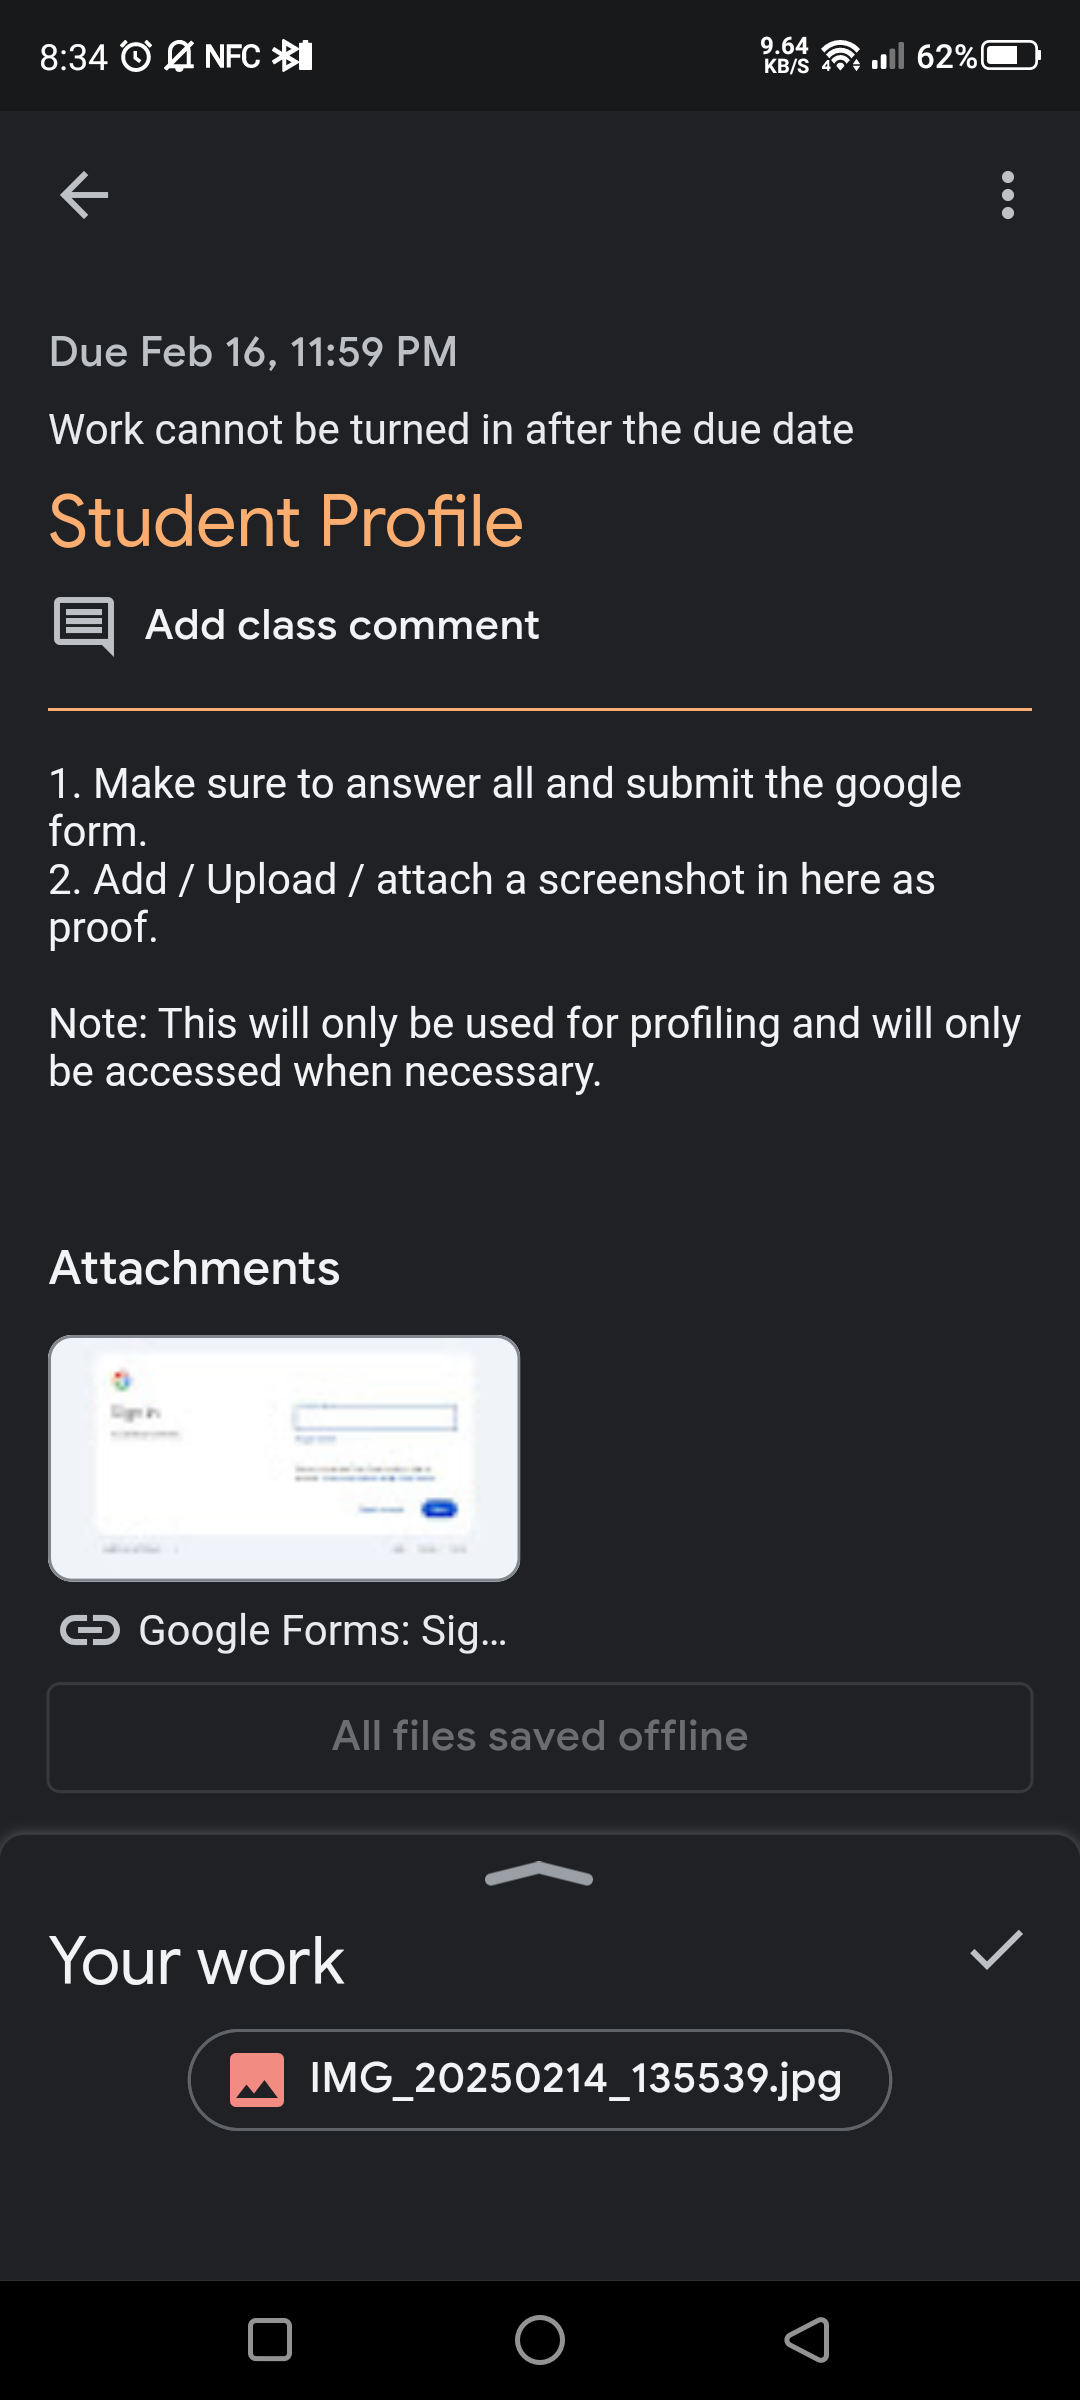 8:34 NFC 9.64 KB/S 4 62%
Due Feb 16, 11:59 PM
Work cannot be turned in after the due date
Student Profile
Add class comment
1. Make sure to answer all and submit the google
form.
2. Add / Upload / attach a screenshot in here as
proof.
Note: This will only be used for profiling and will only
be accessed when necessary.
Attachments
Sign in
Google Forms: Sig...
All files saved offline
Your work
IMG_20250214_135539.jpg